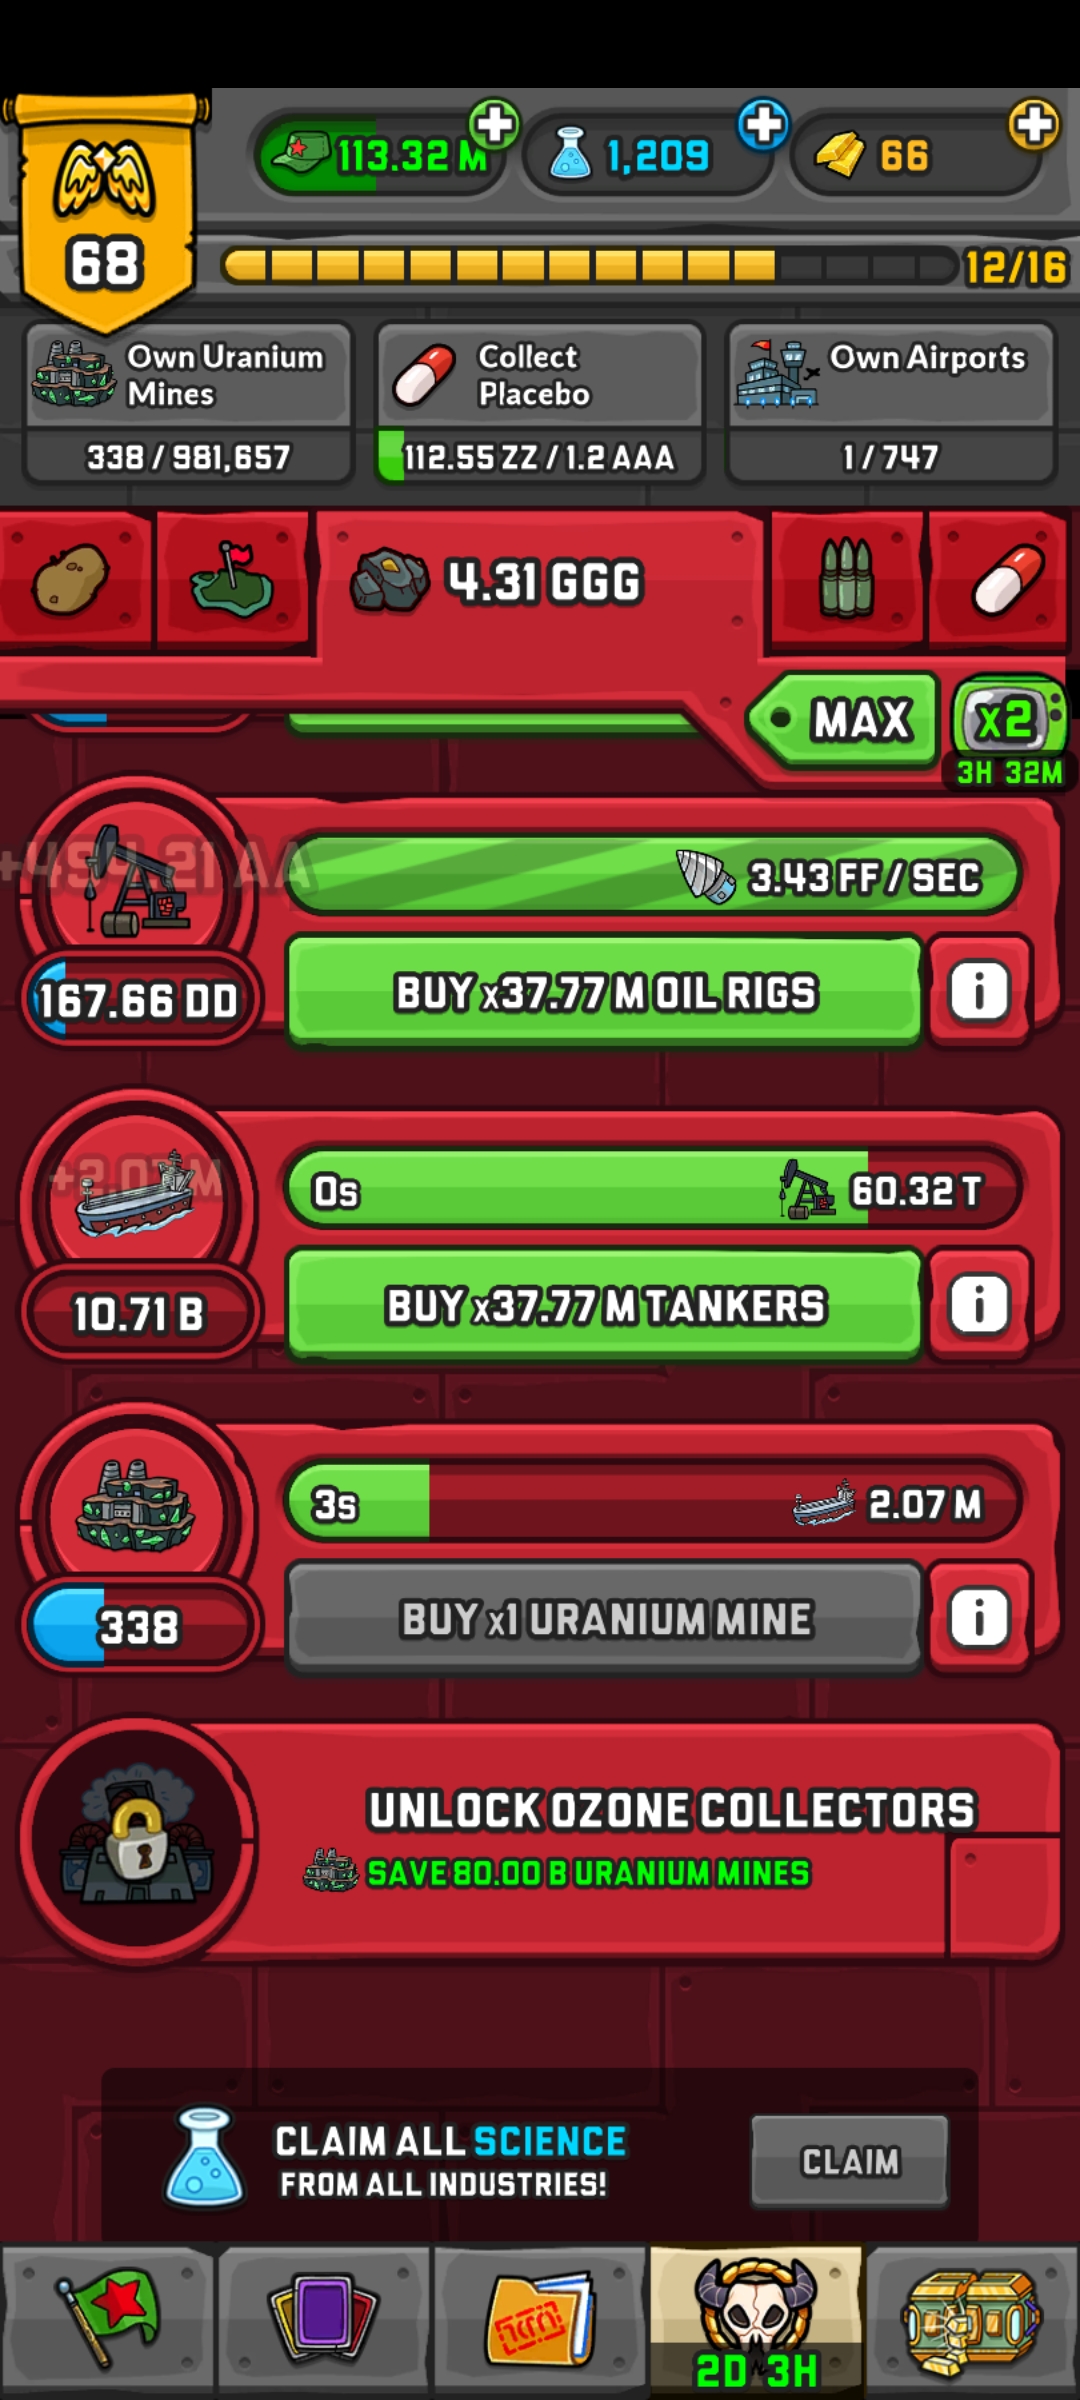 113.32 M
1,209
66
68
12/16
Own Uranium
Mines
338 / 981,657
Collect
Placebo
112.55 ZZ / 1.2 AAA
Own Airports
1 / 747
4.31 GGG
MAX
x2
3H 32M
+494.21 AA
3.43 FF / SEC
167.66 DD
BUY x37.77 M OIL RIGS
i
+2.07 M
0s
60.32 T
10.71 B
BUY x37.77 M TANKERS
i
3s
2.07 M
338
BUY x1 URANIUM MINE
i
UNLOCK OZONE COLLECTORS
SAVE 80.00 B URANIUM MINES
CLAIM ALL SCIENCE
FROM ALL INDUSTRIES!
CLAIM
2D 3H